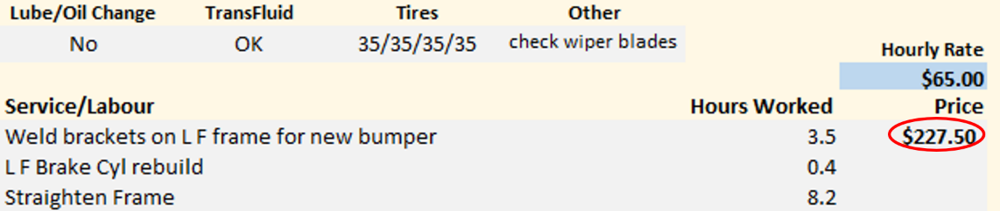 Lube/Oil Change TransFluid Tires Other
No OK 35/35/35/35 check wiper blades
Hourly Rate
$65.00
Service/Labour Hours Worked Price
Weld brackets on L F frame for new bumper 3.5 $227.50
L F Brake Cyl rebuild 0.4
Straighten Frame 8.2